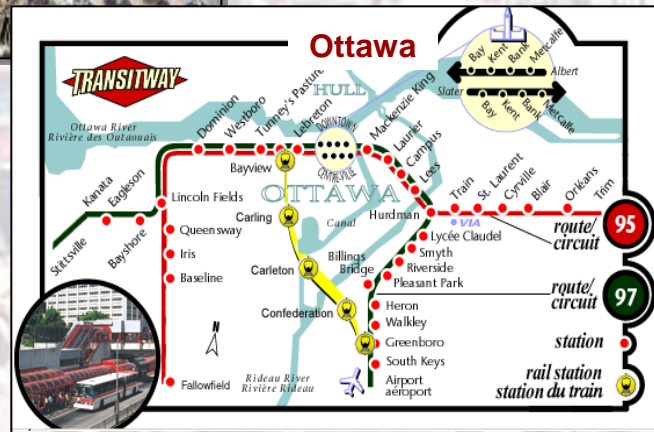 Ottawa
TRANSITWAY
Ottawa River
Rivière des Outaouais
HULL
OTTAWA
Bay
Kent
Bank
Metcalfe
Albert
Slater
Bay
Kent
Bank
Metcalfe
Dominion
Westboro
Tunney's Pasture
Lebreton
DOWNTOWN
CENTRE-VILLE
Mackenzie King
Laurier
Campus
Lees
Bayview
Kanata
Eagleson
Stittsville
Bayshore
Lincoln Fields
Queensway
Iris
Baseline
Fallowfield
Carling
Carleton
Confederation
Canal
Billings
Bridge
Hurdman
Train
St. Laurent
Cyrville
Blair
Orléans
Trim
VIA
Lycée Claudel
Smyth
Riverside
Pleasant Park
Heron
Walkley
Greenboro
South Keys
Airport
aéroport
Rideau River
Rivière Rideau
N
route/
circuit
95
route/
circuit
97
station
rail station
station du train